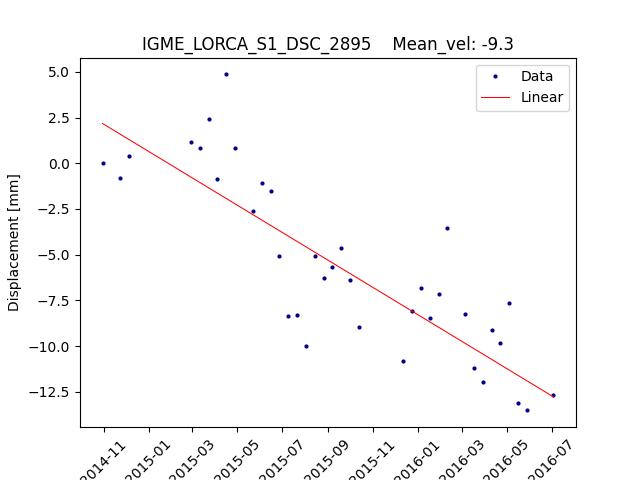 IGME_LORCA_S1_DSC_2895    Mean_vel: -9.3
Displacement [mm]
5.0
2.5
0.0
−2.5
−5.0
−7.5
−10.0
−12.5
Data
Linear
2014-11 2015-01 2015-03 2015-05 2015-07 2015-09 2015-11 2016-01 2016-03 2016-05 2016-07